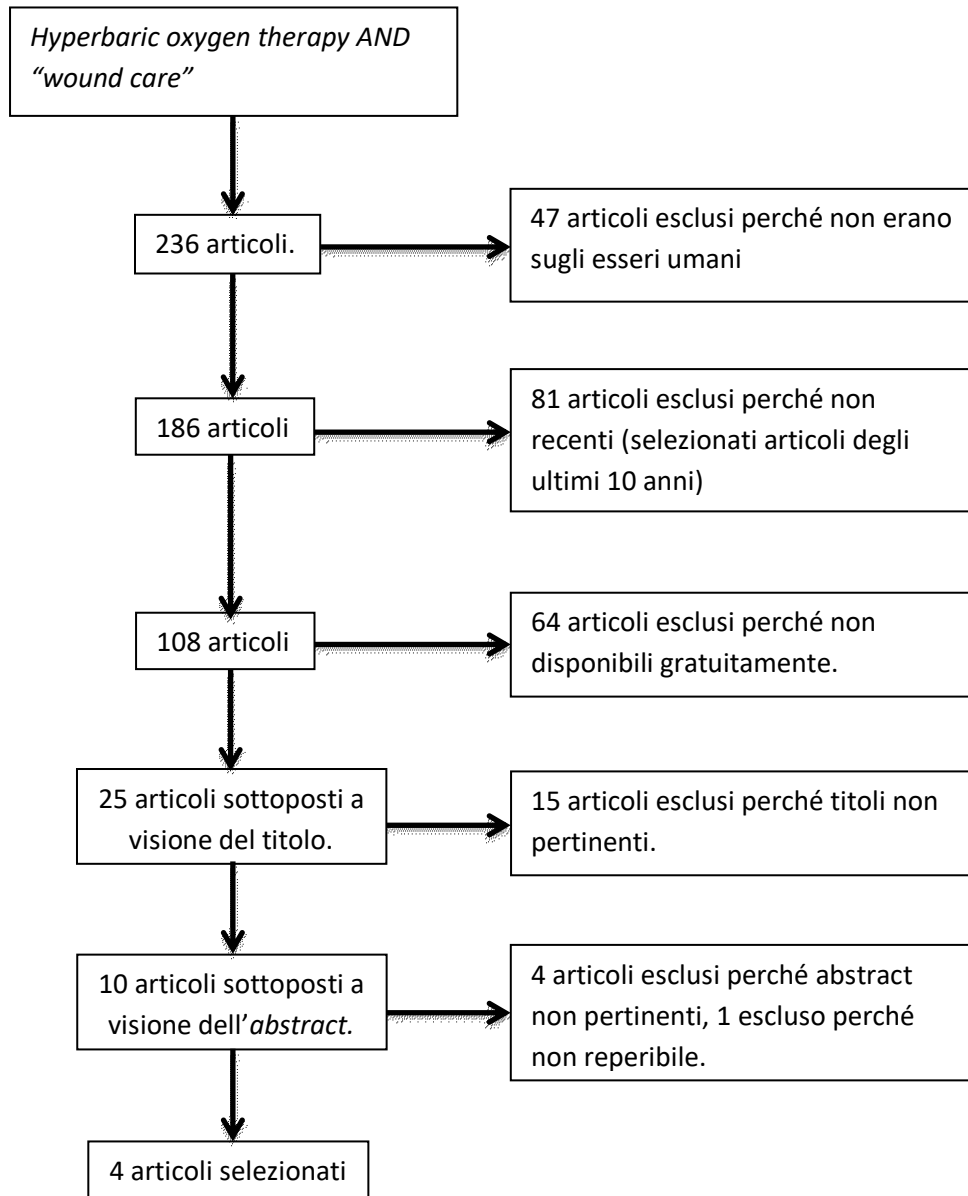 Hyperbaric oxygen therapy AND
“wound care”
236 articoli.
47 articoli esclusi perché non erano
sugli esseri umani
186 articoli
81 articoli esclusi perché non
recenti (selezionati articoli degli
ultimi 10 anni)
108 articoli
64 articoli esclusi perché non
disponibili gratuitamente.
25 articoli sottoposti a
visione del titolo.
15 articoli esclusi perché titoli non
pertinenti.
10 articoli sottoposti a
visione dell’abstract.
4 articoli esclusi perché abstract
non pertinenti, 1 escluso perché
non reperibile.
4 articoli selezionati